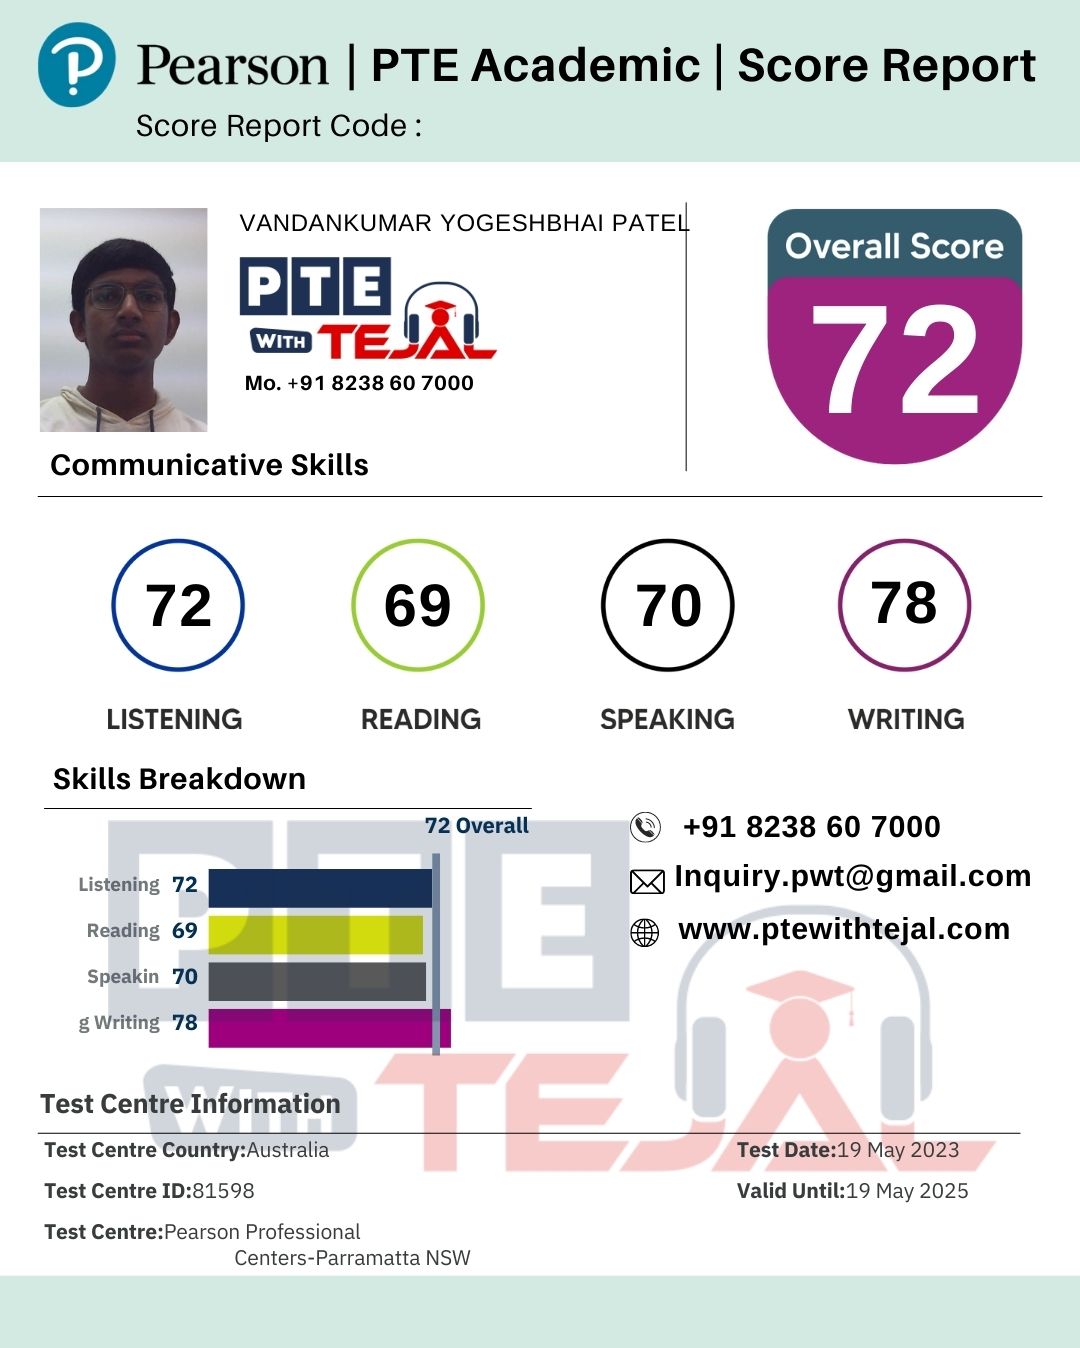 Pearson | PTE Academic | Score Report
Score Report Code :
VANDANKUMAR YOGESHBHAI PATEL
PTE
WITH TEJAL
Mo. +91 8238 60 7000
Overall Score
72
Communicative Skills
72 69 70 78
LISTENING READING SPEAKING WRITING
Skills Breakdown
72 Overall
Listening 72
Reading 69
Speakin 70
g Writing 78
+91 8238 60 7000
Inquiry.pwt@gmail.com
www.ptewithtejal.com
PTE
WITH TEJAL
Test Centre Information
Test Centre Country:Australia
Test Date:19 May 2023
Test Centre ID:81598
Valid Until:19 May 2025
Test Centre:Pearson Professional
Centers-Parramatta NSW